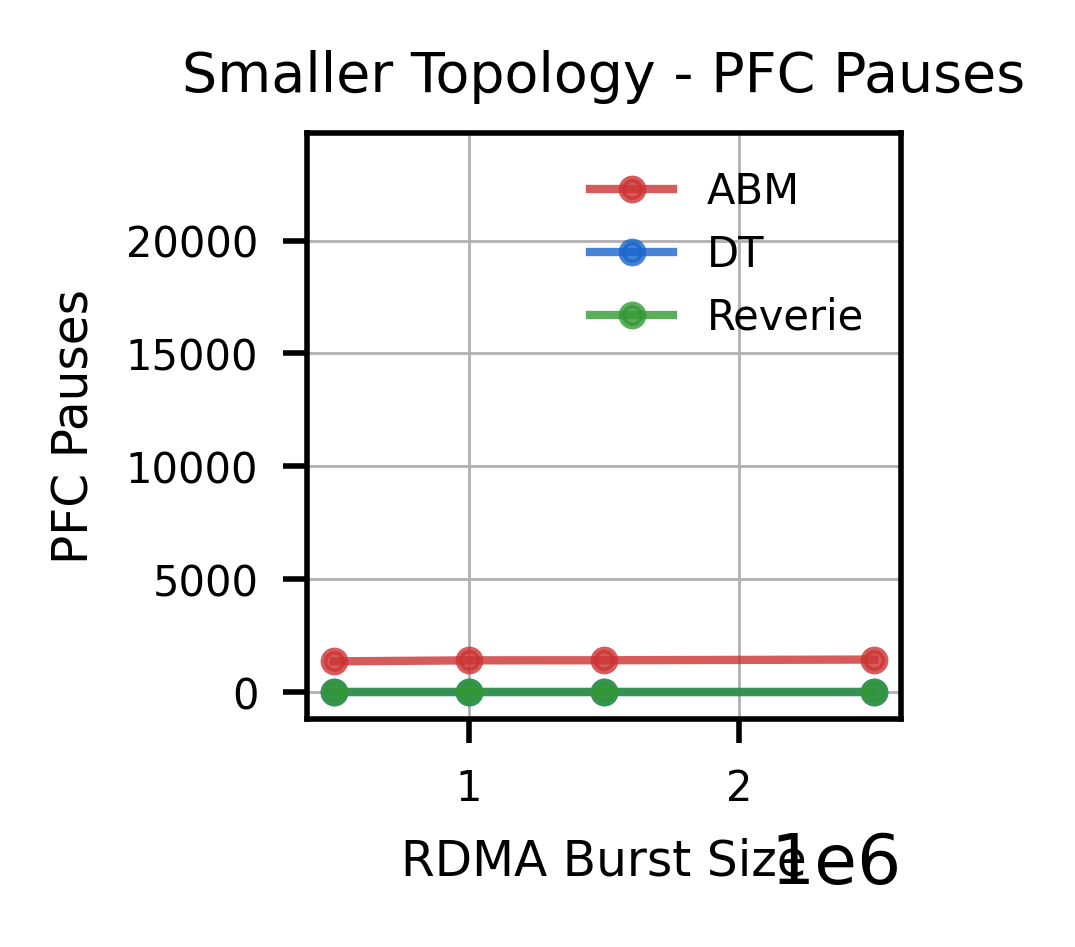 Smaller Topology - PFC Pauses
PFC Pauses
20000
15000
10000
5000
0
ABM
DT
Reverie
1
2
RDMA Burst Size
1e6